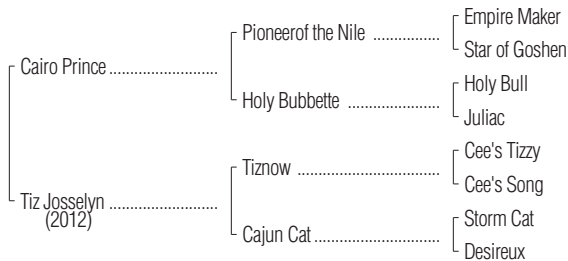 Empire Maker
Pioneerof the Nile ................
Star of Goshen
Cairo Prince ..........................
Holy Bull
Holy Bubbette ......................
Juliac
Cee's Tizzy
Tiznow ..................................
Cee's Song
Tiz Josselyn ..........................
(2012)
Storm Cat
Cajun Cat ..............................
Desireux